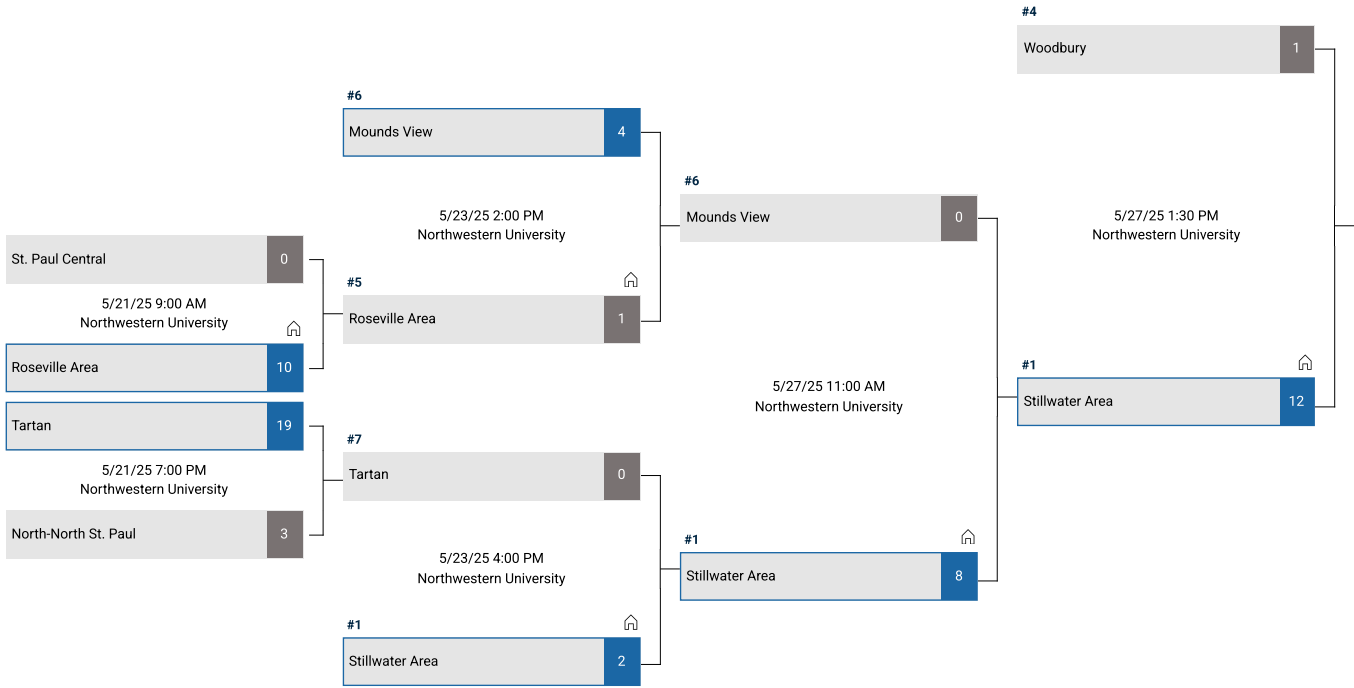 St. Paul Central
0
5/21/25 9:00 AM
Northwestern University
Roseville Area
10
Tartan
19
5/21/25 7:00 PM
Northwestern University
North-North St. Paul
3
#6
Mounds View
4
5/23/25 2:00 PM
Northwestern University
#5
Roseville Area
1
#7
Tartan
0
5/23/25 4:00 PM
Northwestern University
#1
Stillwater Area
2
#6
Mounds View
0
5/27/25 11:00 AM
Northwestern University
#1
Stillwater Area
8
#4
Woodbury
1
5/27/25 1:30 PM
Northwestern University
#1
Stillwater Area
12